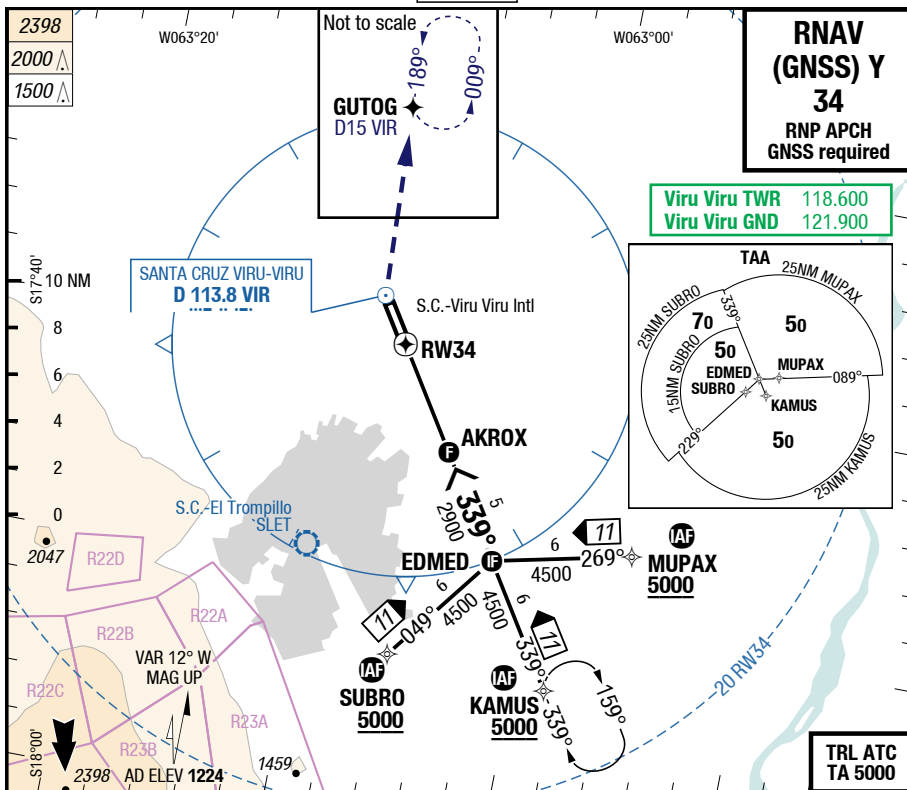 2398
2000
1500
W063°20'
Not to scale
189°
009°
GUTOG
D15 VIR
W063°00'
RNAV
(GNSS) Y
34
RNP APCH
GNSS required
Viru Viru TWR 118.600
Viru Viru GND 121.900
TAA
25NM SUBRO
25NM MUPAX
339°
70
50
15NM SUBRO
50
EDMED
MUPAX
SUBRO
089°
KAMUS
229°
50
25NM KAMUS
S17°40'
10 NM
8
6
4
2
0
SANTA CRUZ VIRU-VIRU
D 113.8 VIR
S.C.-Viru Viru Intl
RW34
F
AKROX
5
339°
2900
S.C.-El Trompillo
SLET
EDMED
IF
6
4500
11
269°
IAF
MUPAX
5000
11
049°
6
4500
IAF
SUBRO
5000
6
4500
11
339°
IAF
KAMUS
5000
339°
159°
20 RW34
2047
R22D
R22B
R22A
R22C
R23A
R23B
VAR 12° W
MAG UP
S18°00'
2398
AD ELEV 1224
1459
TRL ATC
TA 5000